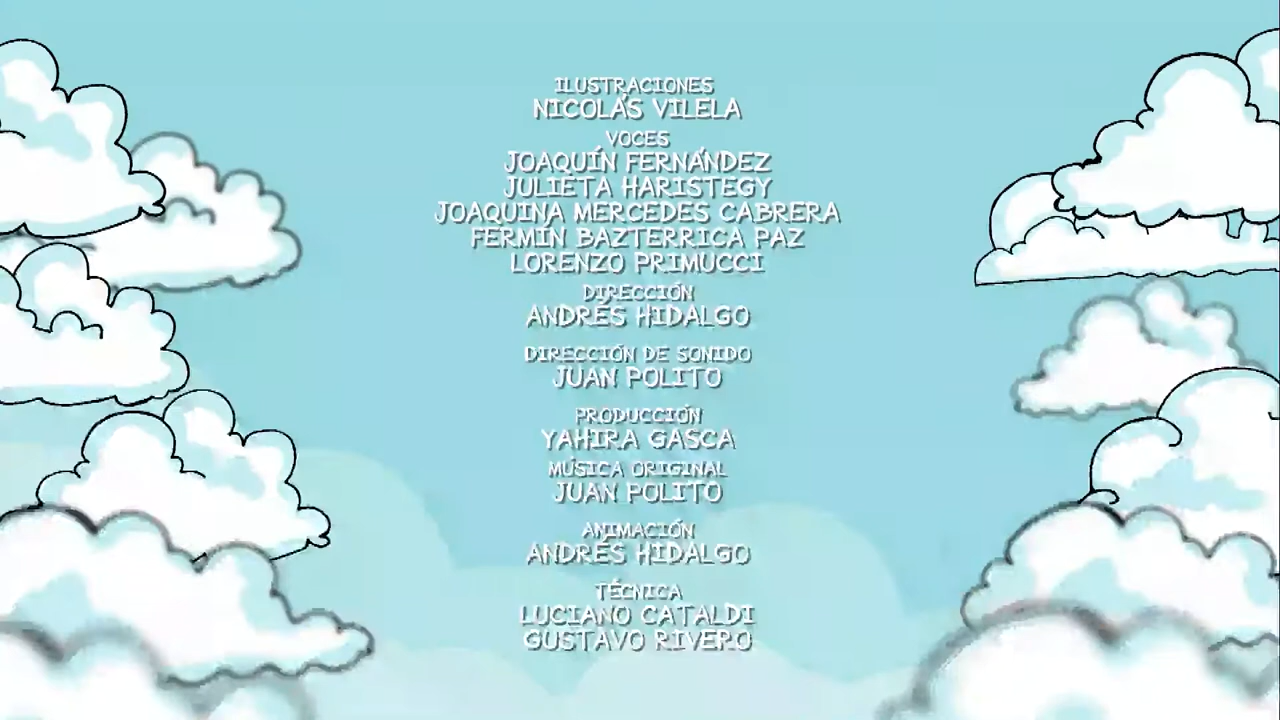 ILUSTRACIONES
NICOLÁS VILELA
VOCES
JOAQUÍN FERNÁNDEZ
JULIETA HARISTEGY
JOAQUINA MERCEDES CABRERA
FERMÍN BAZTERRICA PAZ
LORENZO PRIMUCCI
DIRECCIÓN
ANDRÉS HIDALGO
DIRECCIÓN DE SONIDO
JUAN POLITO
PRODUCCIÓN
YAHIRA GASCA
MÚSICA ORIGINAL
JUAN POLITO
ANIMACIÓN
ANDRÉS HIDALGO
TÉCNICA
LUCIANO CATALDI
GUSTAVO RIVERO